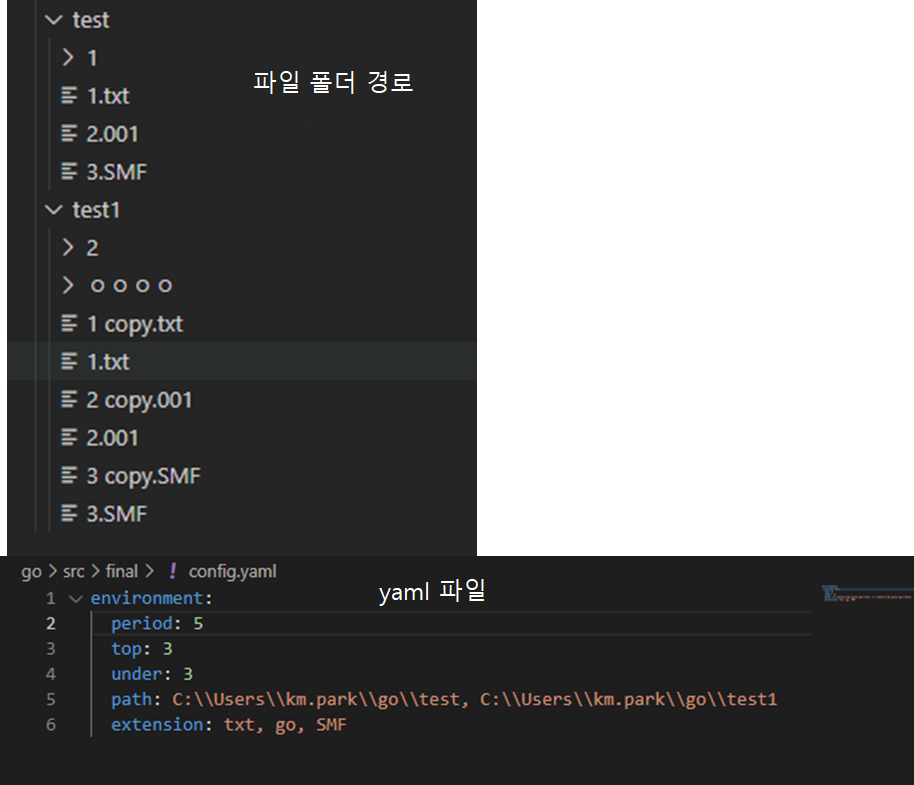 test
1
파일 폴더 경로
1.txt
2.001
3.SMF
test1
2
ㅇㅇㅇㅇ
1 copy.txt
1.txt
2 copy.001
2.001
3 copy.SMF
3.SMF
go > src > final > ! config.yaml
yaml 파일
1 environment:
2 period: 5
3 top: 3
4 under: 3
5 path: C:\\Users\\km.park\\go\\test, C:\\Users\\km.park\\go\\test1
6 extension: txt, go, SMF